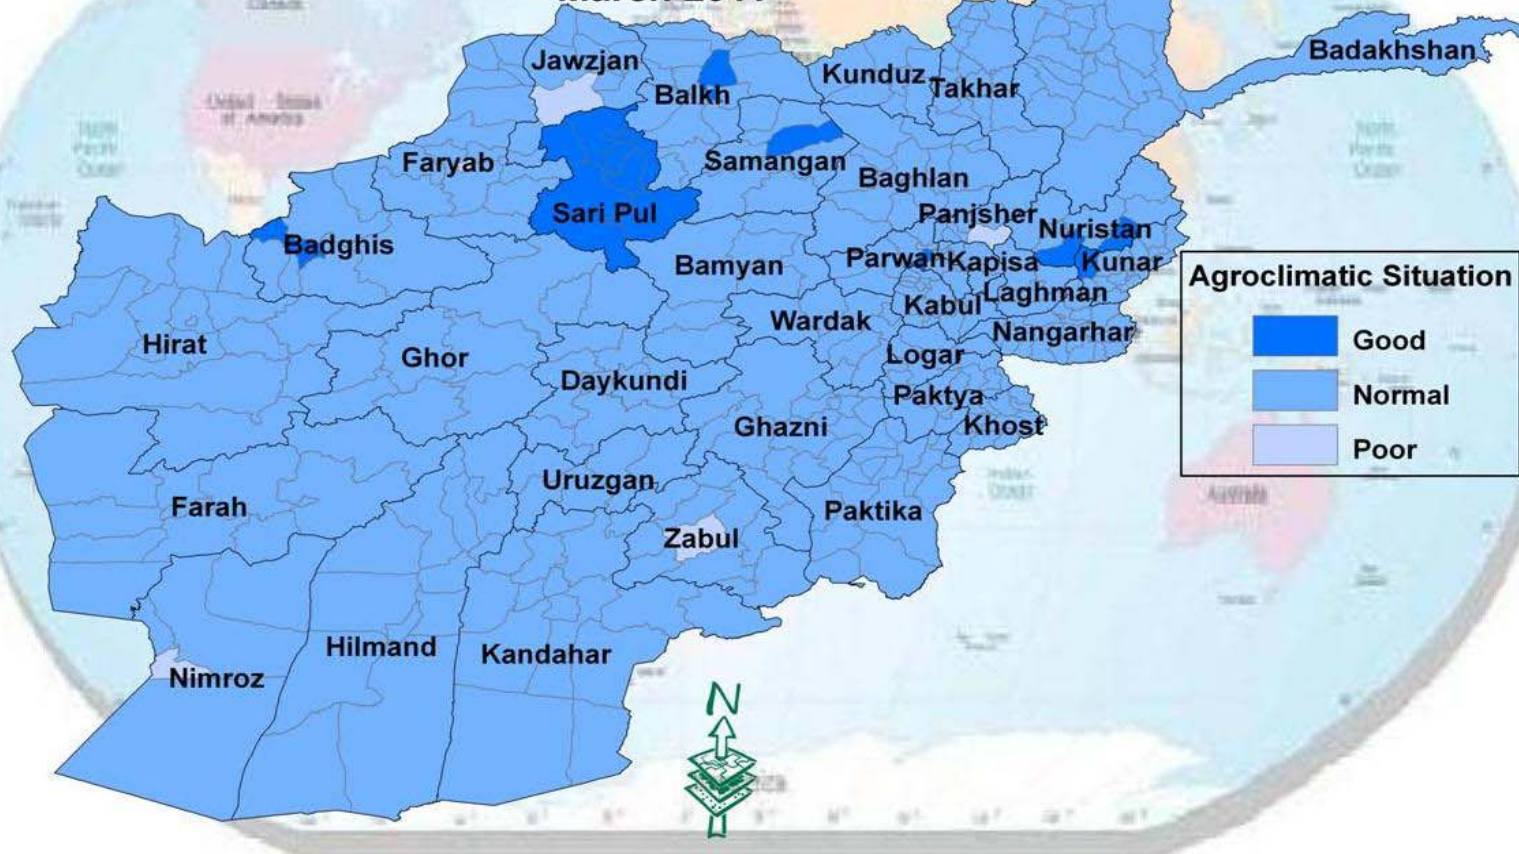 Jawzjan
Badakhshan
Kunduz
Takhar
Balkh
Faryab
Samangan
Baghlan
Sari Pul
Panjsher
Nuristan
Badghis
Bamyan
Parwan
Kapisa
Kunar
Laghman
Kabul
Wardak
Nangarhar
Hirat
Ghor
Logar
Daykundi
Paktya
Ghazni
Khost
Uruzgan
Farah
Paktika
Zabul
Hilmand
Kandahar
Nimroz
N
Agroclimatic Situation
Good
Normal
Poor